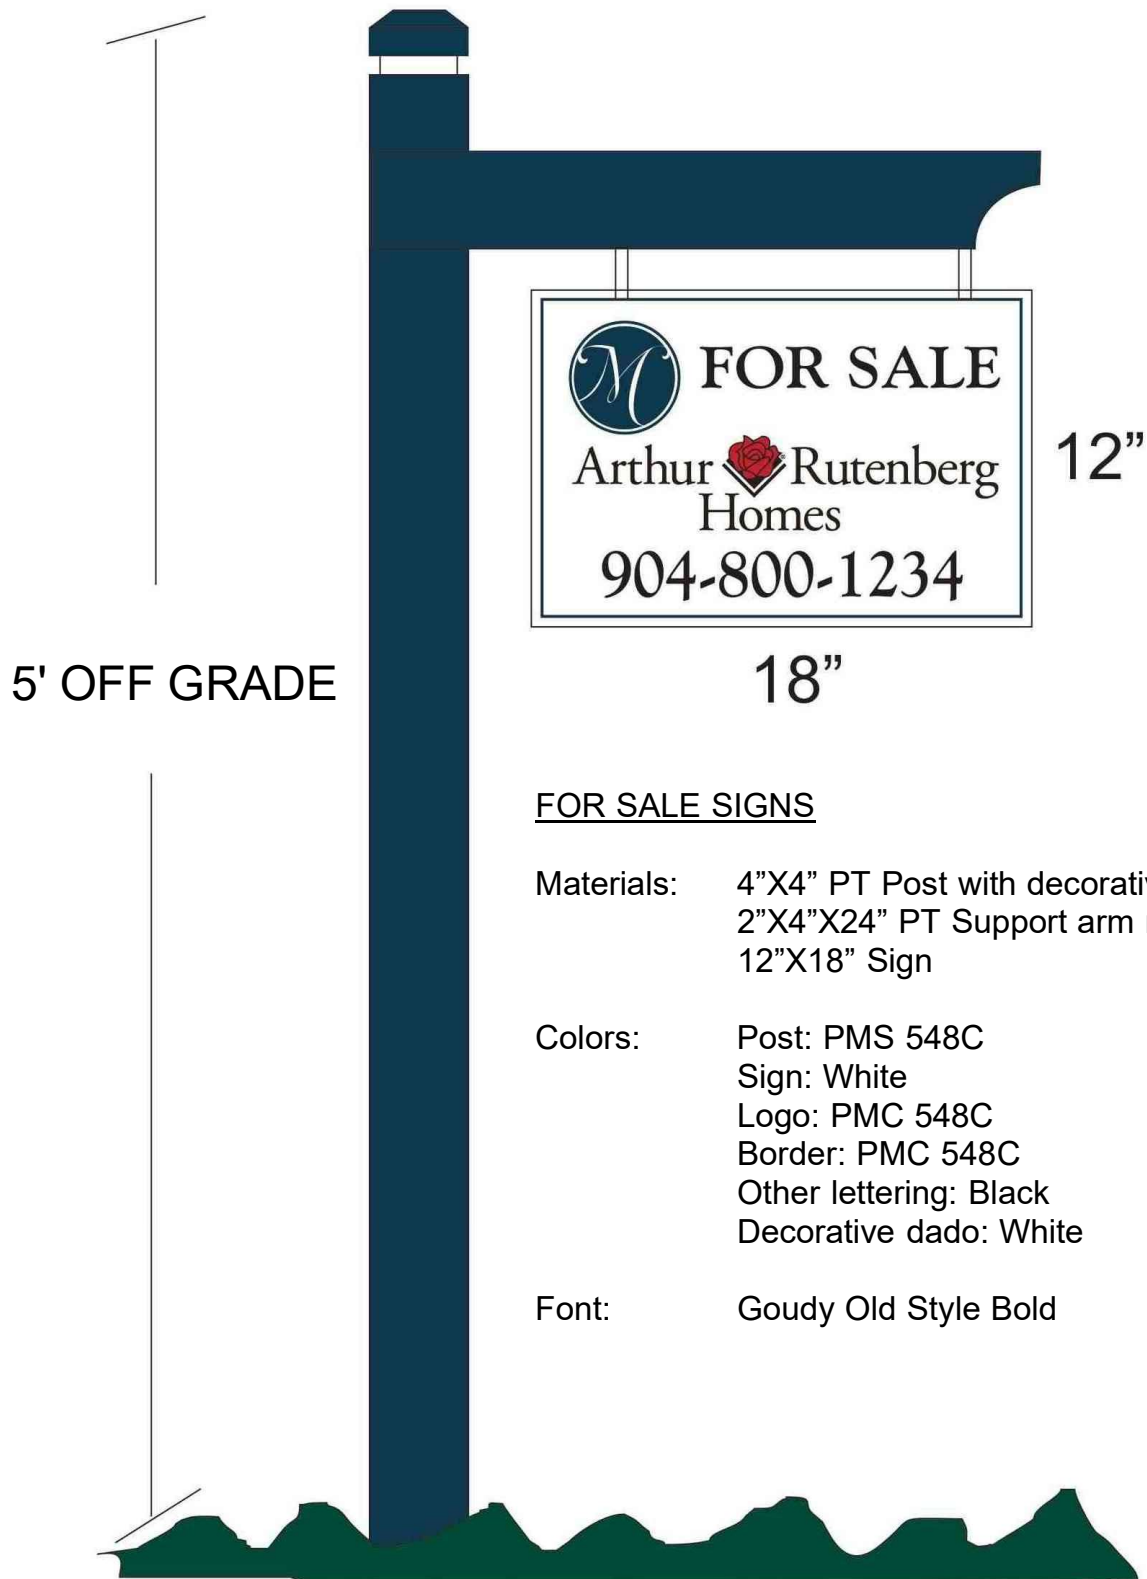 M FOR SALE
Arthur Rutenberg
Homes
904-800-1234
12”
18”
5' OFF GRADE
FOR SALE SIGNS
Materials: 4”X4” PT Post with
2”X4”X24” PT Support arm
12”X18” Sign
Colors: Post: PMS 548C
Sign: White
Logo: PMC 548C
Border: PMC 548C
Other lettering: Black
Decorative dado: White
Font: Goudy Old Style Bold